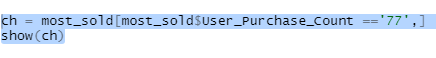 ch = most_sold[most_sold$User_Purchase_Count =='77',]
show(ch)